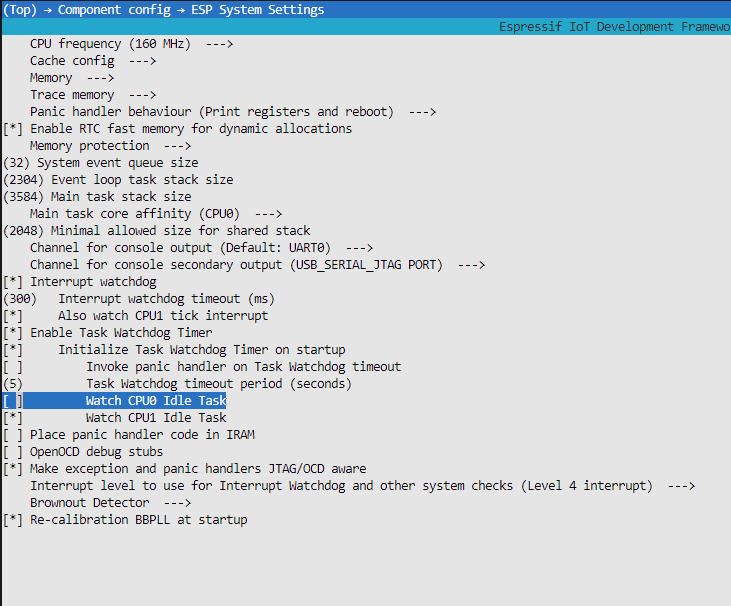 (Top) → Component config → ESP System Settings
Espressif IoT Development Framewo
CPU frequency (160 MHz)  --->
Cache config  --->
Memory  --->
Trace memory  --->
Panic handler behaviour (Print registers and reboot)  --->
[*] Enable RTC fast memory for dynamic allocations
Memory protection  --->
(32) System event queue size
(2304) Event loop task stack size
(3584) Main task stack size
Main task core affinity (CPU0)  --->
(2048) Minimal allowed size for shared stack
Channel for console output (Default: UART0)  --->
Channel for console secondary output (USB_SERIAL_JTAG PORT)  --->
[*] Interrupt watchdog
(300)   Interrupt watchdog timeout (ms)
[*]     Also watch CPU1 tick interrupt
[*] Enable Task Watchdog Timer
[*]     Initialize Task Watchdog Timer on startup
[ ]         Invoke panic handler on Task Watchdog timeout
(5)         Task Watchdog timeout period (seconds)
[ ]         Watch CPU0 Idle Task
[*]         Watch CPU1 Idle Task
[ ] Place panic handler code in IRAM
[ ] OpenOCD debug stubs
[*] Make exception and panic handlers JTAG/OCD aware
Interrupt level to use for Interrupt Watchdog and other system checks (Level 4 interrupt)  --->
Brownout Detector  --->
[*] Re-calibration BBPLL at startup